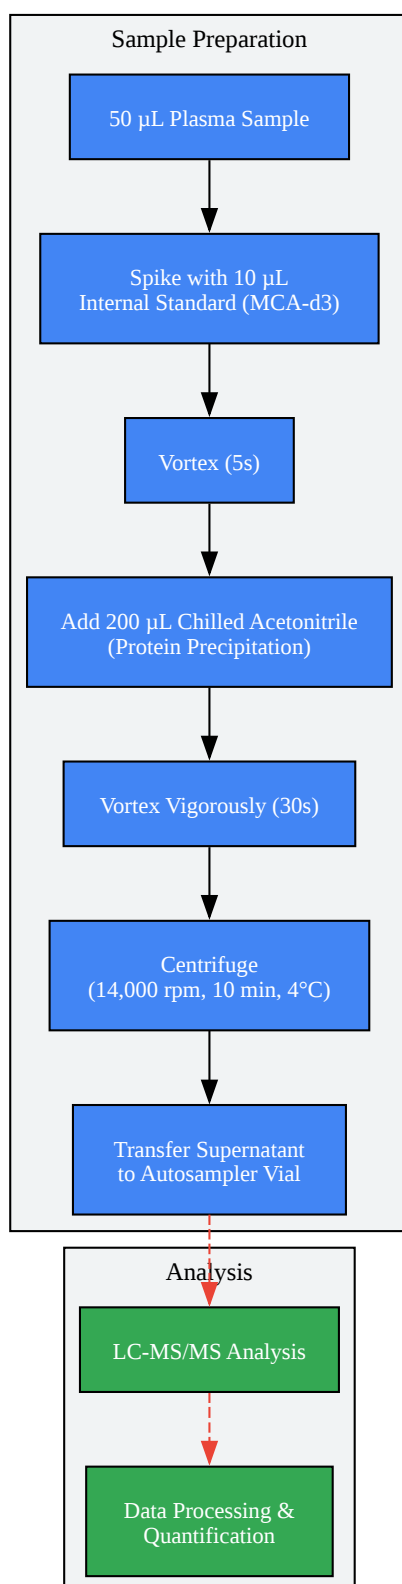 Sample Preparation
50 µL Plasma Sample
Spike with 10 µL
Internal Standard (MCA-d3)
Vortex (5s)
Add 200 µL Chilled Acetonitrile
(Protein Precipitation)
Vortex Vigorously (30s)
Centrifuge
(14,000 rpm, 10 min, 4°C)
Transfer Supernatant
to Autosampler Vial
Analysis
LC-MS/MS Analysis
Data Processing &
Quantification